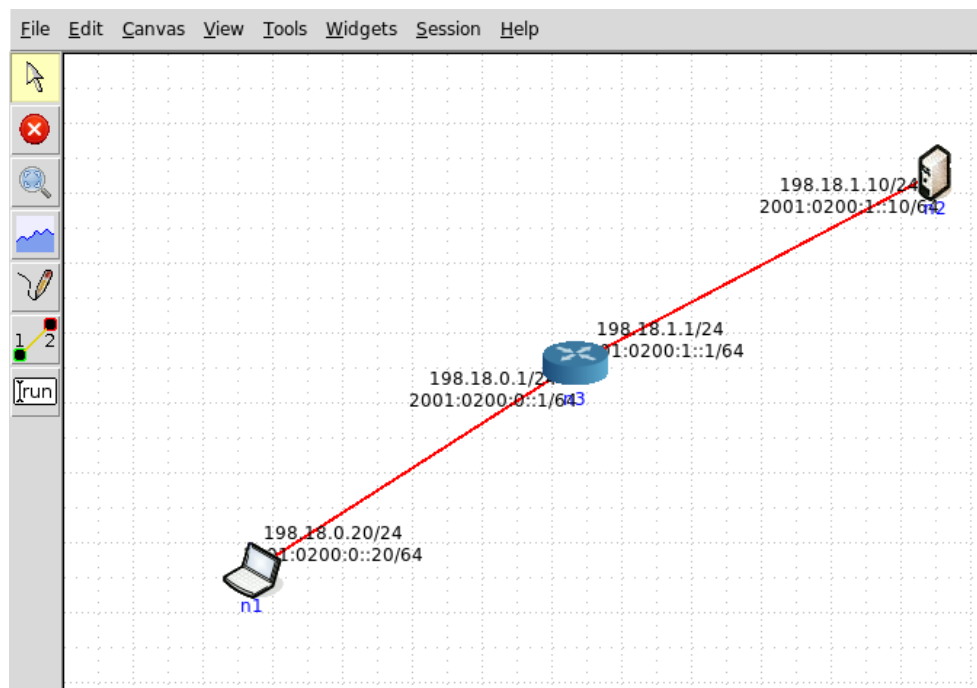 File Edit Canvas View Tools Widgets Session Help
198.18.1.10/24
2001:0200:1::10/64
n2
198.18.1.1/24
01:0200:1::1/64
198.18.0.1/24
2001:0200:0::1/64
n3
1 2
run
198.18.0.20/24
01:0200:0::20/64
n1